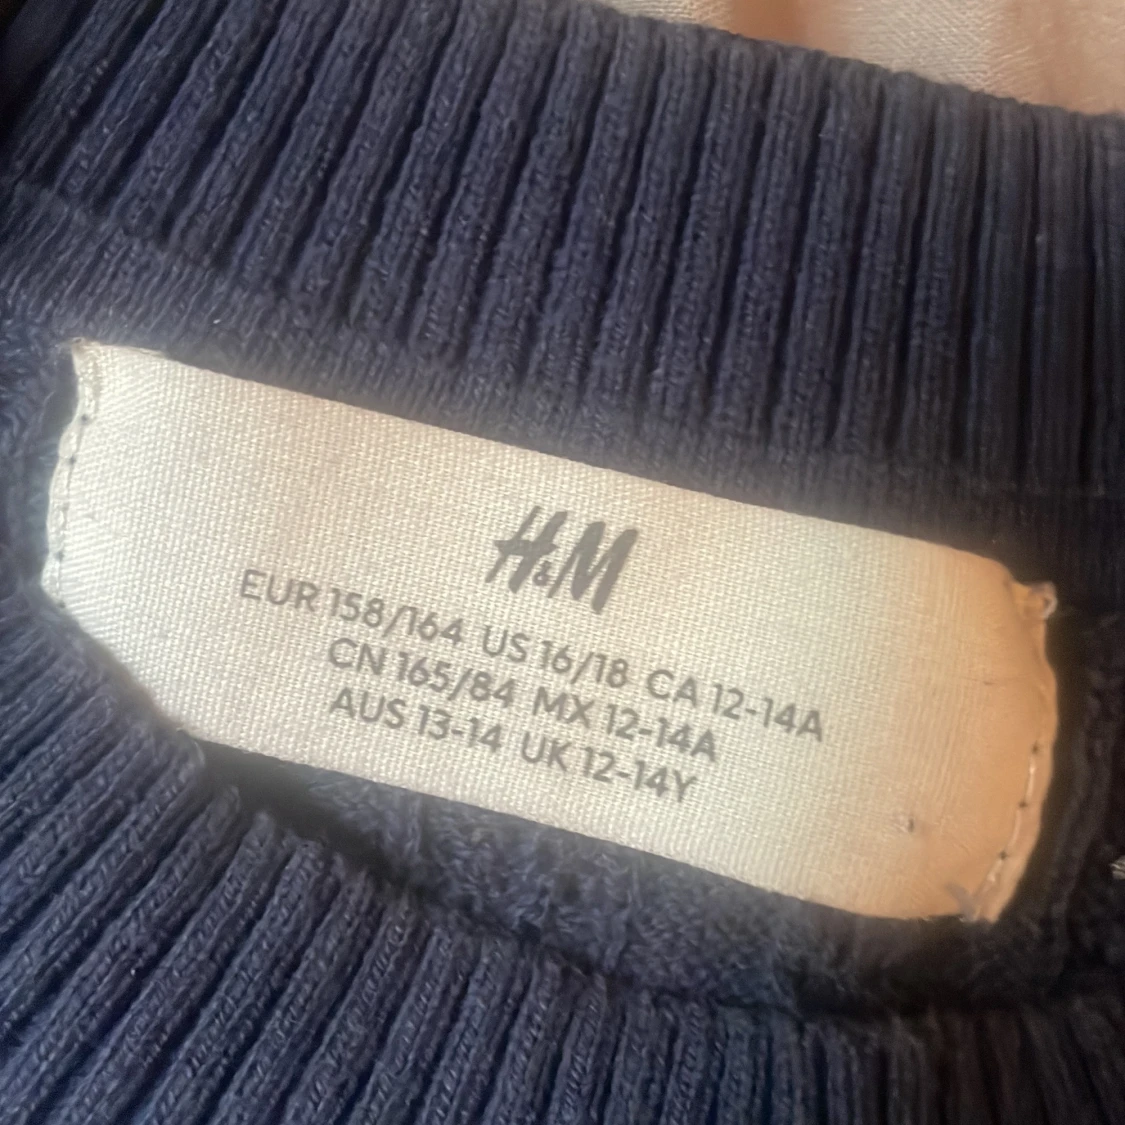 H&M
EUR 158/164 US 16/18 CA 12-14A
CN 165/84 MX 12-14A
AUS 13-14 UK 12-14Y